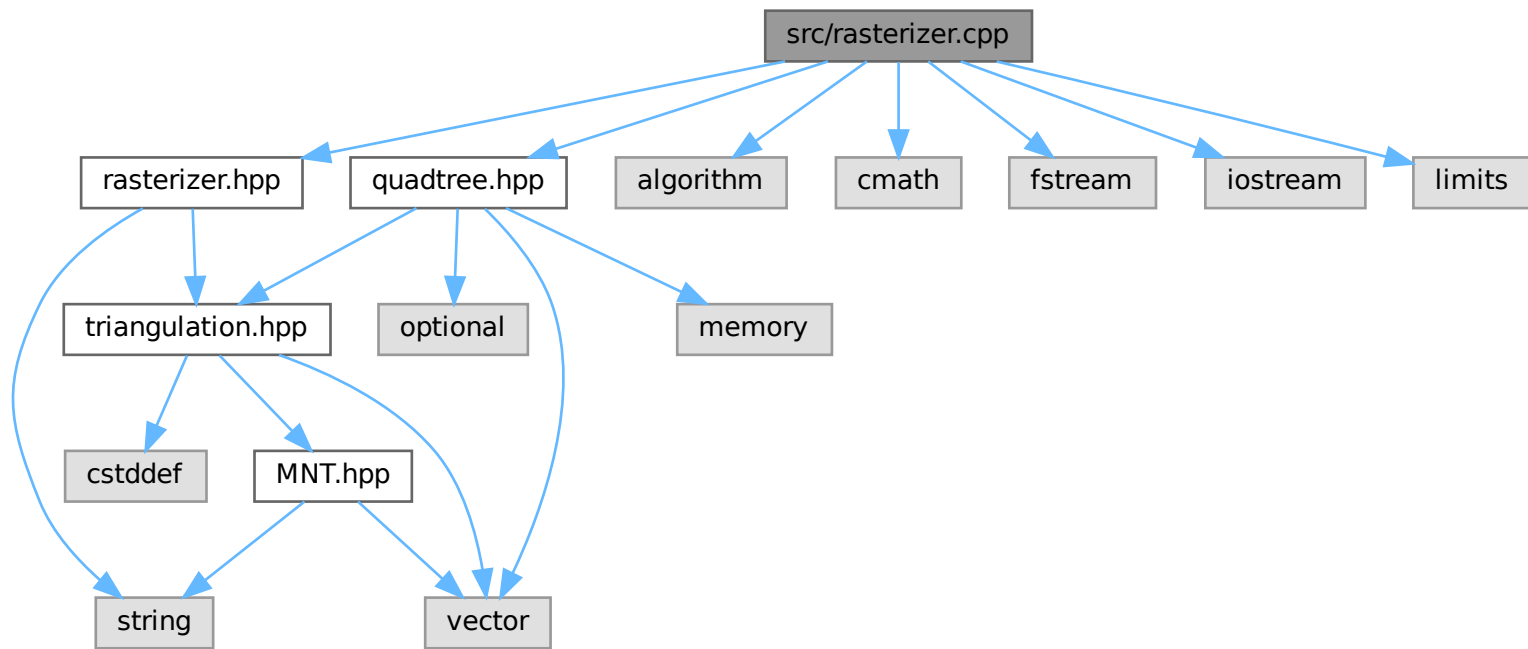 src/rasterizer.cpp
rasterizer.hpp
quadtree.hpp
algorithm
cmath
fstream
iostream
limits
triangulation.hpp
optional
memory
cstddef
MNT.hpp
string
vector